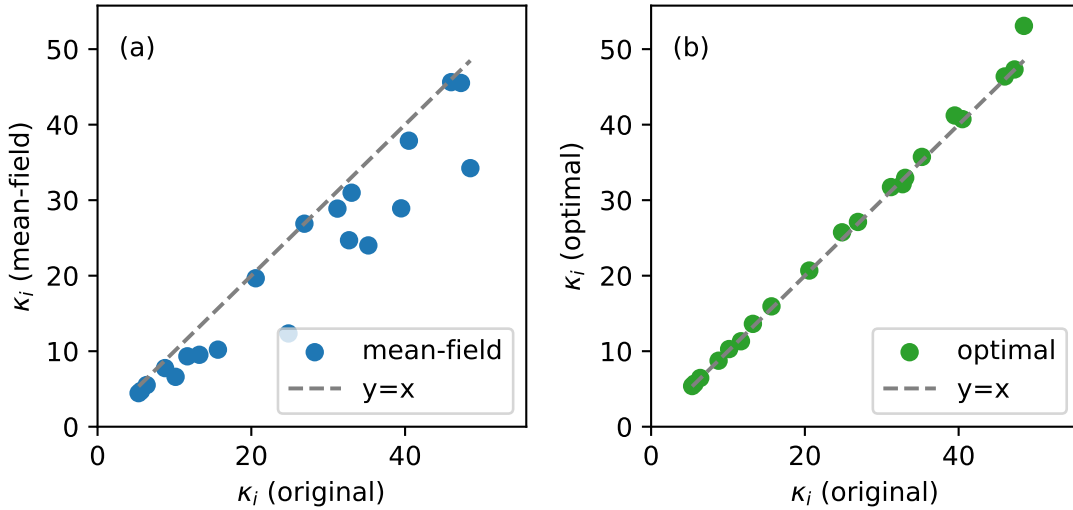 (a)
50
40
30
20
10
0
κi (mean-field)
mean-field
y=x
0 20 40
κi (original)
(b)
50
40
30
20
10
0
κi (optimal)
optimal
y=x
0 20 40
κi (original)